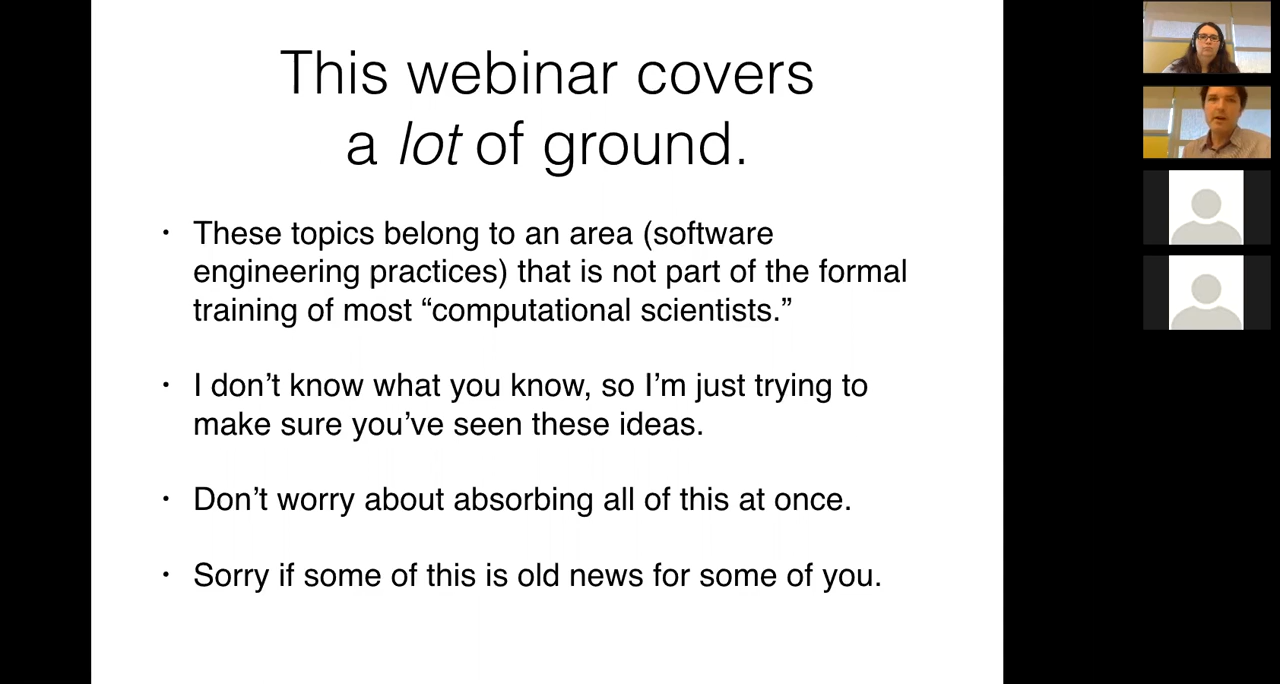 This webinar covers
a lot of ground.
• These topics belong to an area (software
engineering practices) that is not part of the formal
training of most “computational scientists.”
• I don’t know what you know, so I’m just trying to
make sure you’ve seen these ideas.
• Don’t worry about absorbing all of this at once.
• Sorry if some of this is old news for some of you.